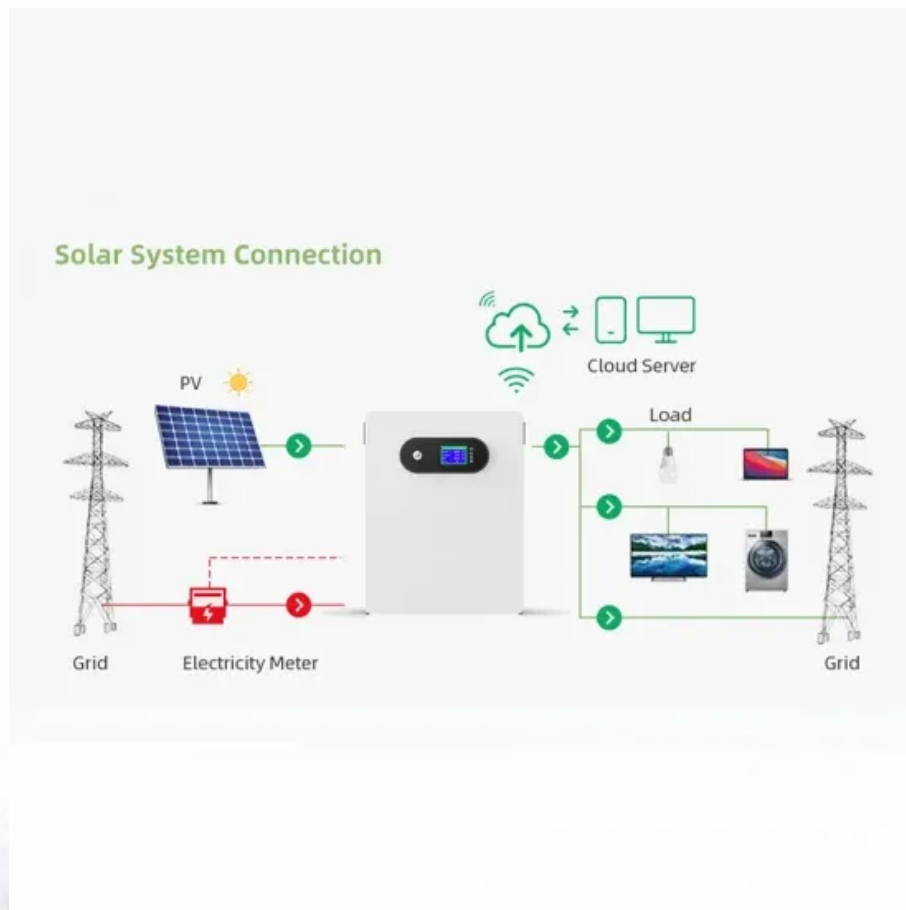 Solar System Connection
Cloud Server
PV
Load
Grid
Electricity Meter
Grid